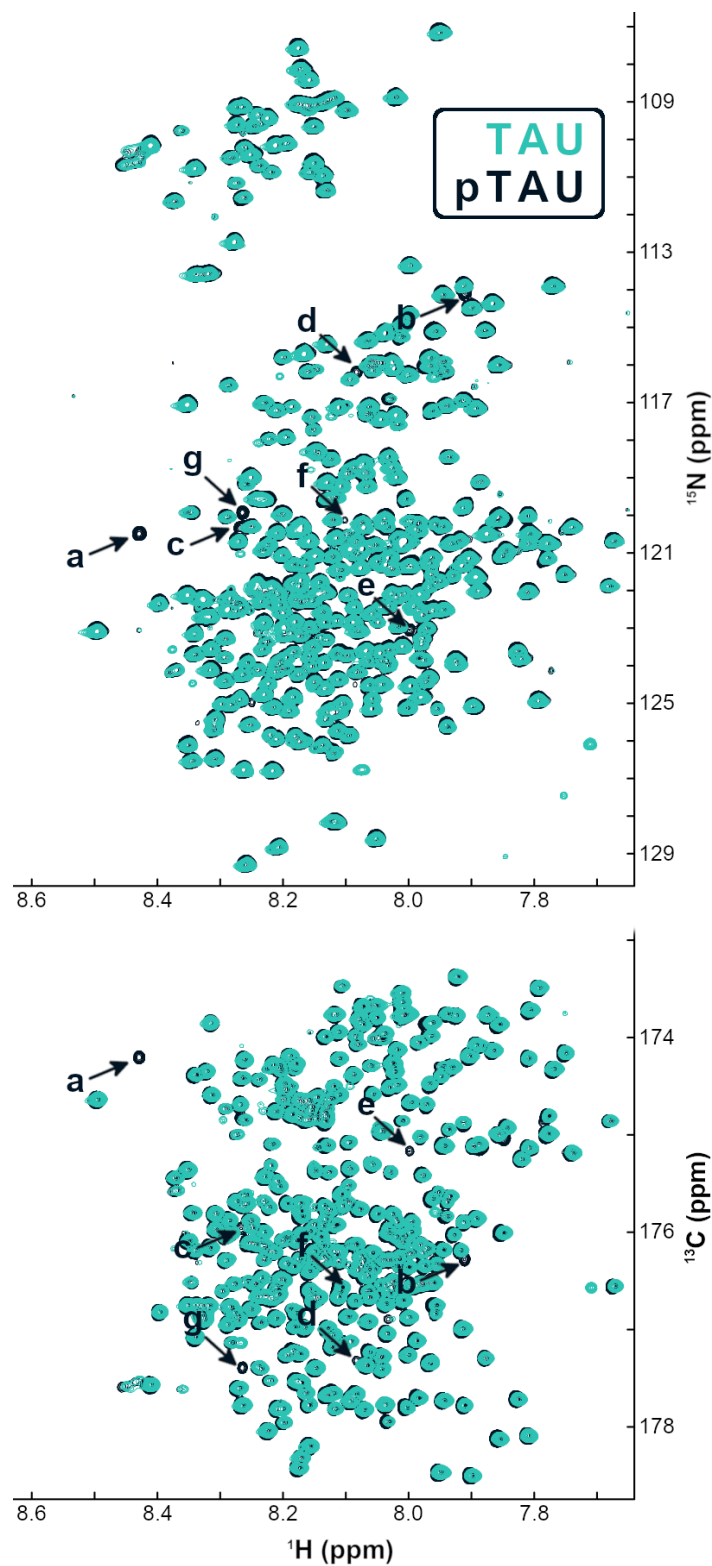 109
TAU
pTAU
113
b
d
117
¹⁵N (ppm)
g
f
a
c
121
e
125
129
8.6
8.4
8.2
8.0
7.8
174
a
e
175
¹³C (ppm)
c
f
176
b
g
d
178
8.6
8.4
8.2
8.0
7.8
¹H (ppm)